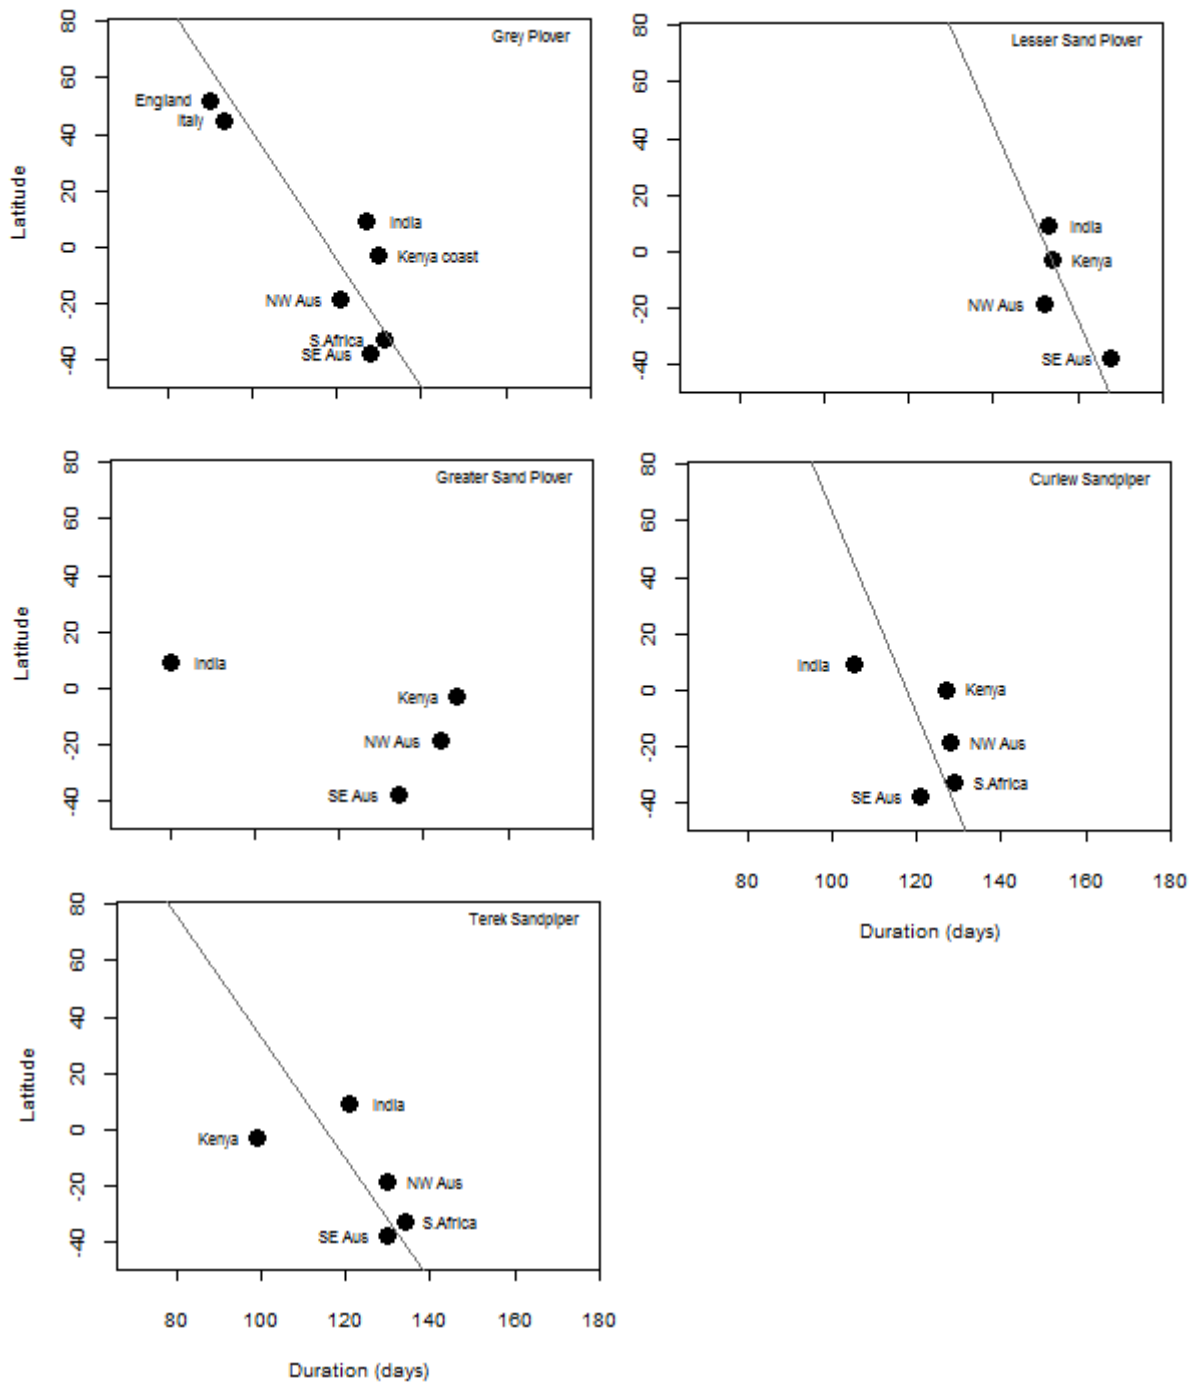 Grey Plover
Latitude
80
60
40
20
0
-20
-40
England
Italy
India
Kenya coast
NW Aus
S.Africa
SE Aus
Lesser Sand Plover
80
60
40
20
0
-20
-40
India
Kenya
NW Aus
SE Aus
Greater Sand Plover
Latitude
80
60
40
20
0
-20
-40
India
Kenya
NW Aus
SE Aus
Curlew Sandpiper
80
60
40
20
0
-20
-40
India
Kenya
NW Aus
S.Africa
SE Aus
80 100 120 140 160 180
Duration (days)
Terek Sandpiper
Latitude
80
60
40
20
0
-20
-40
India
Kenya
NW Aus
S.Africa
SE Aus
80 100 120 140 160 180
Duration (days)